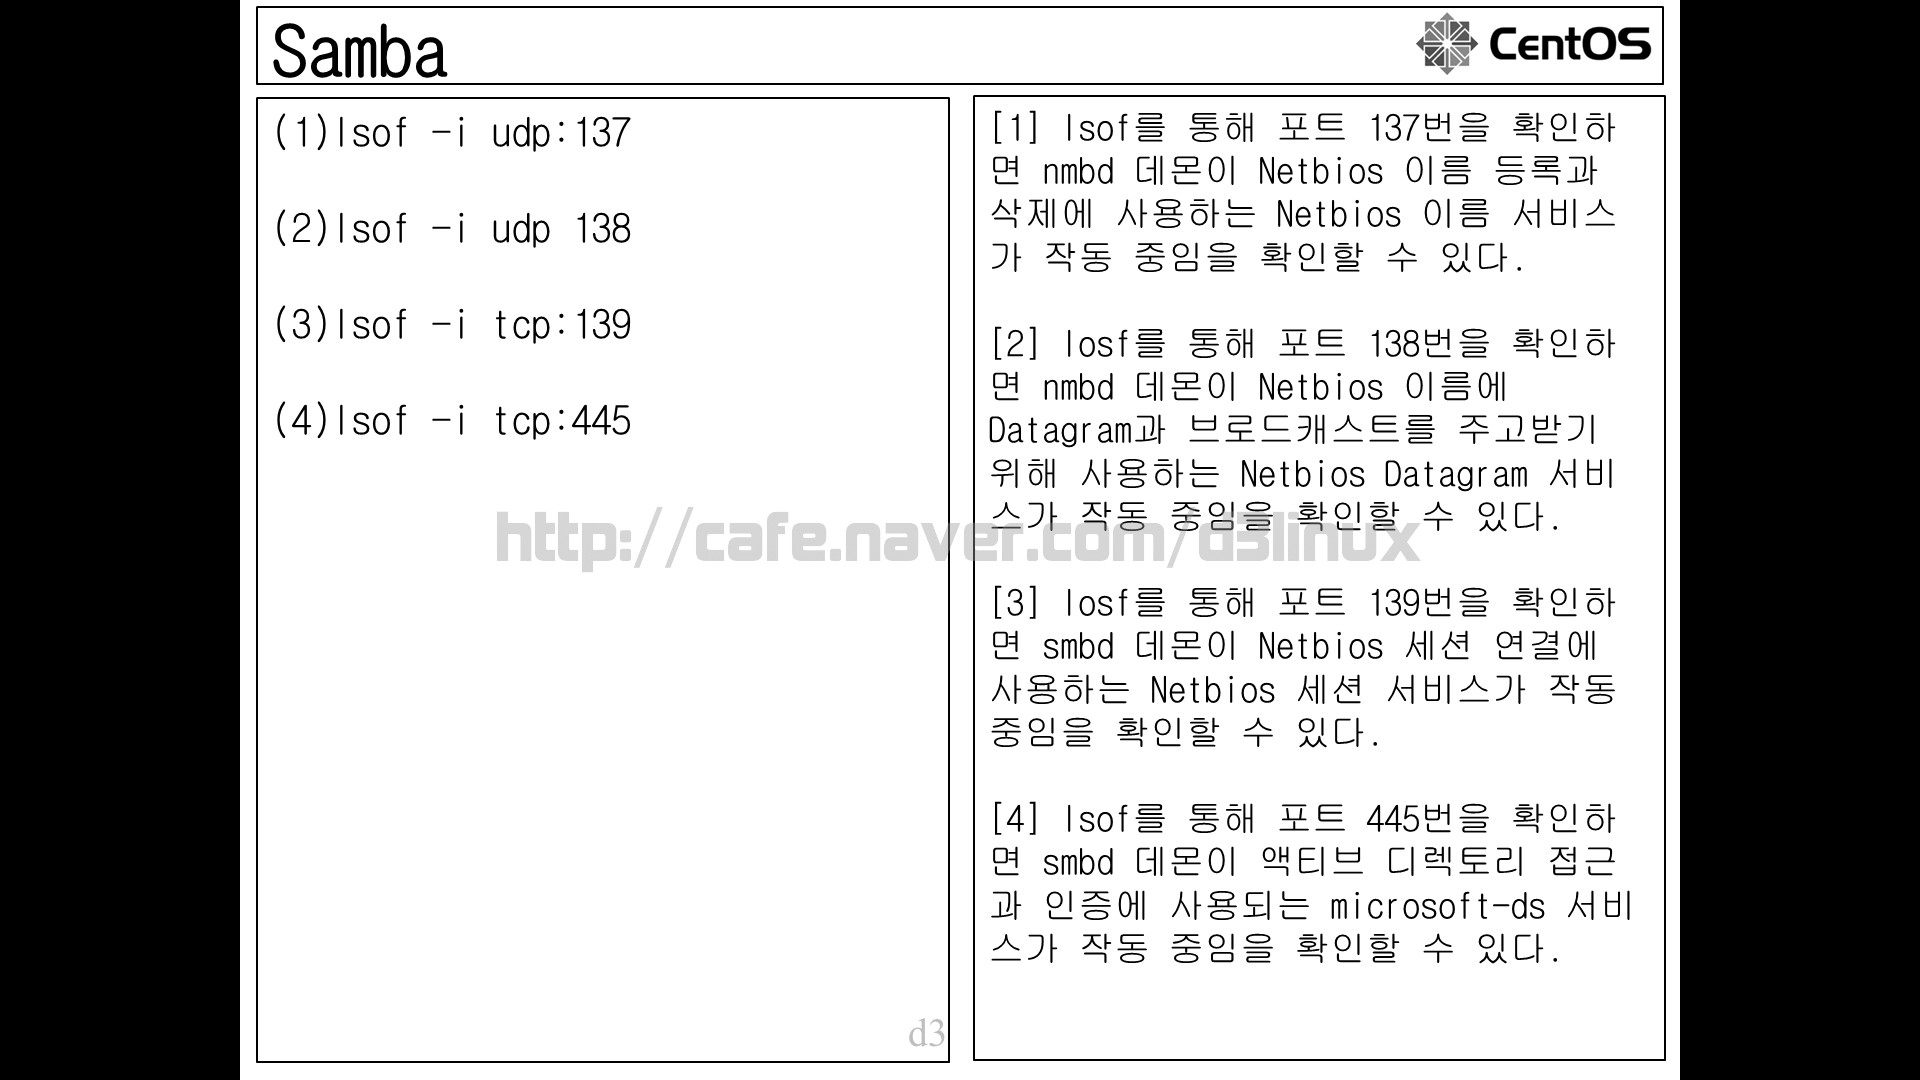 Samba
CentOS
(1)lsof -i udp:137
(2)lsof -i udp 138
(3)lsof -i tcp:139
(4)lsof -i tcp:445
[1] lsof를 통해 포트 137번을 확인하
면 nmbd 데몬이 Netbios 이름 등록과
삭제에 사용하는 Netbios 이름 서비스
가 작동 중임을 확인할 수 있다.
[2] losf를 통해 포트 138번을 확인하
면 nmbd 데몬이 Netbios 이름에
Datagram과 브로드캐스트를 주고받기
위해 사용하는 Netbios Datagram 서비
스가 작동 중임을 확인할 수 있다.
[3] losf를 통해 포트 139번을 확인하
면 smbd 데몬이 Netbios 세션 연결에
사용하는 Netbios 세션 서비스가 작동
중임을 확인할 수 있다.
[4] lsof를 통해 포트 445번을 확인하
면 smbd 데몬이 액티브 디렉토리 접근
과 인증에 사용되는 microsoft-ds 서비
스가 작동 중임을 확인할 수 있다.
http://cafe.naver.com/d3linux
d3